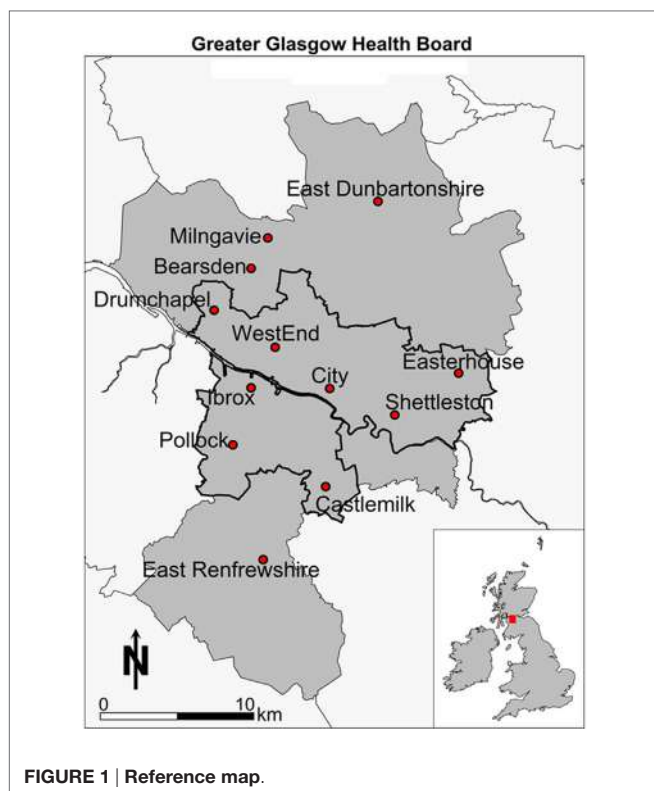 Greater Glasgow Health Board
East Dunbartonshire
Milngavie
Bearsden
Drumchapel
WestEnd
Easterhouse
City
Ibrox
Shettleston
Pollock
Castlemilk
East Renfrewshire
N
0 10
km
FIGURE 1 | Reference map.